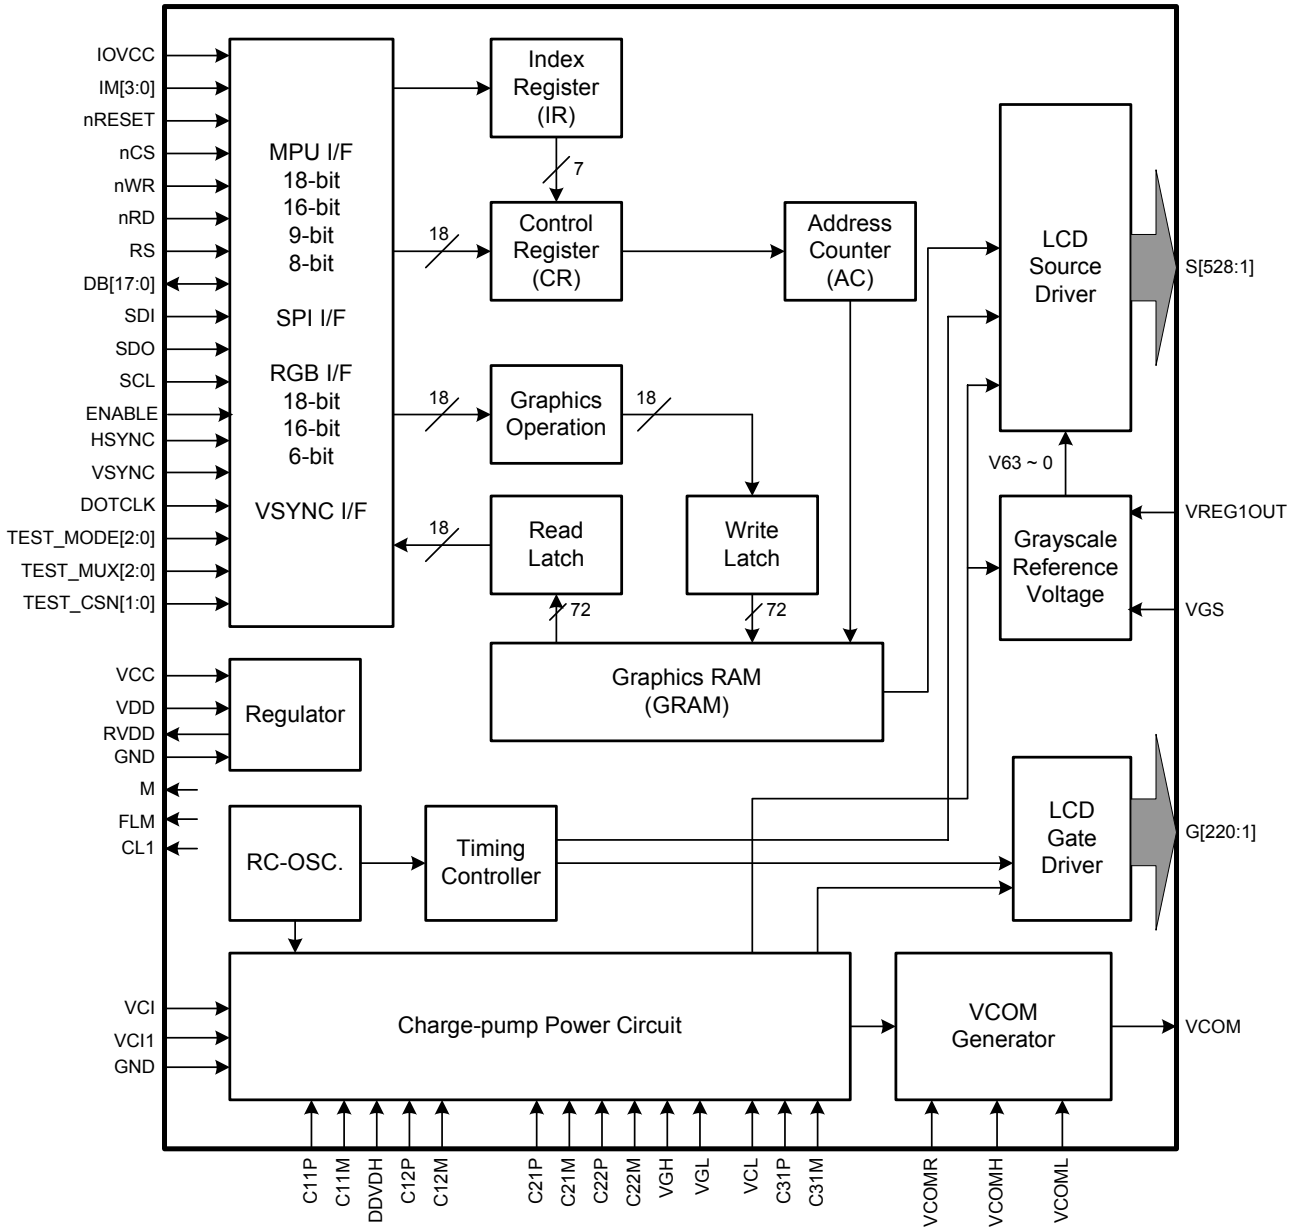 IOVCC
IM[3:0]
nRESET
nCS
nWR
nRD
RS
DB[17:0]
SDI
SDO
SCL
ENABLE
HSYNC
VSYNC
DOTCLK
TEST_MODE[2:0]
TEST_MUX[2:0]
TEST_CSN[1:0]
VCC
VDD
RVDD
GND
M
FLM
CL1
VCI
VCI1
GND
MPU I/F
18-bit
16-bit
9-bit
8-bit
SPI I/F
RGB I/F
18-bit
16-bit
6-bit
VSYNC I/F
Index
Register
(IR)
7
18
Control
Register
(CR)
Address
Counter
(AC)
18
Graphics
Operation
18
18
Read
Latch
Write
Latch
72
72
Graphics RAM
(GRAM)
LCD
Source
Driver
S[528:1]
V63 ~ 0
Grayscale
Reference
Voltage
VREG1OUT
VGS
Regulator
RC-OSC.
Timing
Controller
LCD
Gate
Driver
G[220:1]
Charge-pump Power Circuit
VCOM
Generator
VCOM
C11P
C11M
DDVDH
C12P
C12M
C21P
C21M
C22P
C22M
VGH
VGL
VCL
C31P
C31M
VCOMR
VCOMH
VCOML